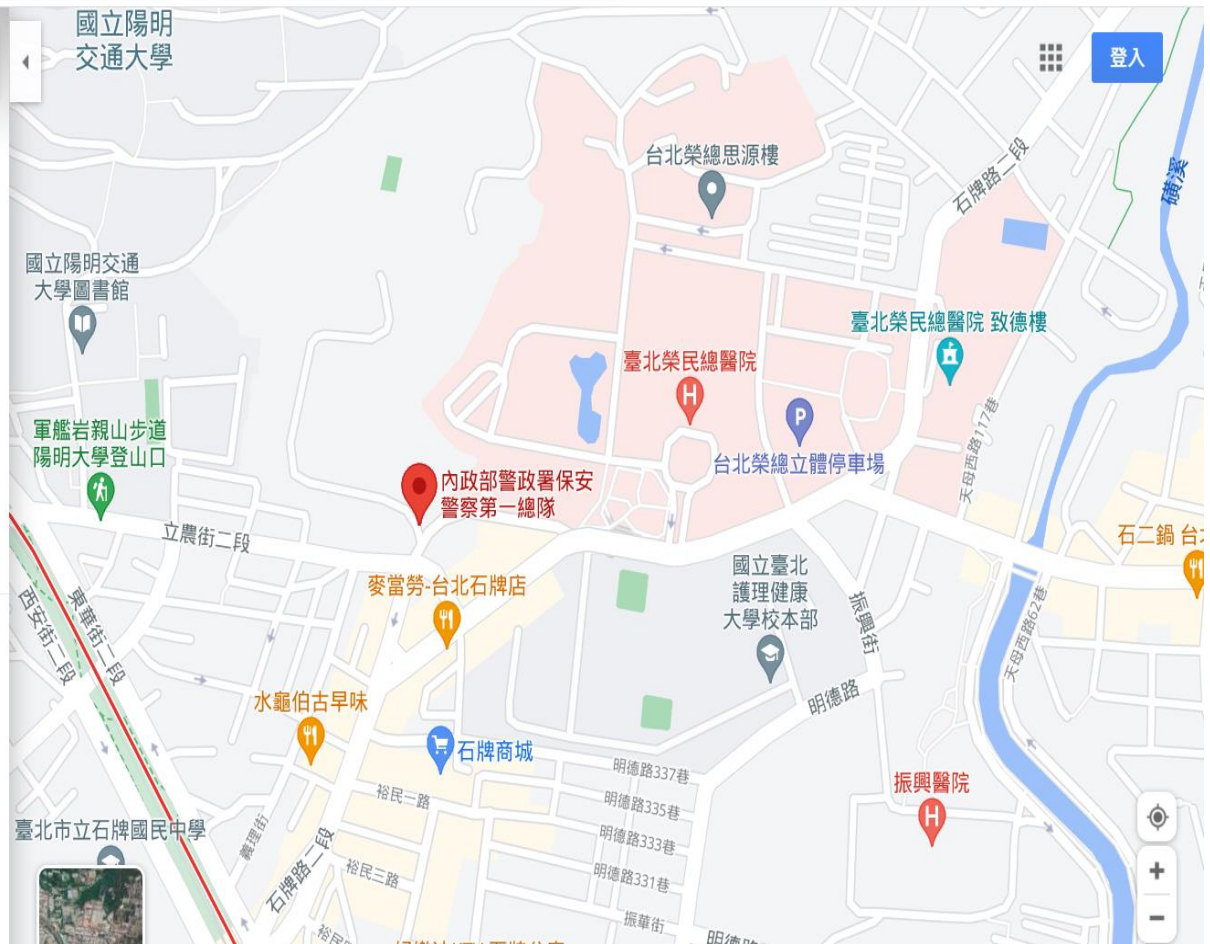 國立陽明
交通大學
登入
台北榮總思源樓
石牌路二段
磺溪
國立陽明交通
大學圖書館
臺北榮民總醫院 致德樓
臺北榮民總醫院
H
P
台北榮總立體停車場
天母西路117巷
軍艦岩親山步道
陽明大學登山口
內政部警政署保安
警察第一總隊
立農街二段
石二鍋 台
麥當勞-台北石牌店
國立臺北
護理健康
大學校本部
振興街
天母西路62巷
東華街二段
西安街二段
明德路
水龜伯古早味
石牌商城
明德路337巷
振興醫院
H
裕民一路
明德路335巷
臺北市立石牌國民中學
義理街
明德路333巷
裕民三路
明德路331巷
石牌路二段
振華街